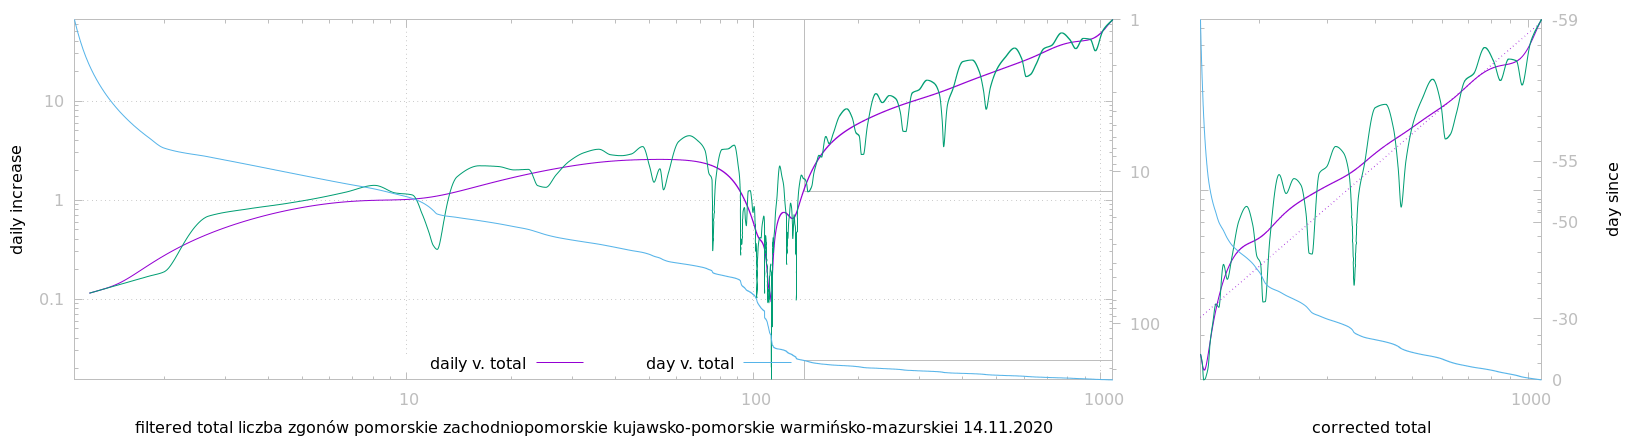 daily increase
10
1
0.1
1
10
100
daily v. total
day v. total
10
100
1000
filtered total liczba zgonów pomorskie zachodniopomorskie kujawsko-pomorskie warmińsko-mazurskiei 14.11.2020
-59
-55
-50
-30
0
day since
1000
corrected total